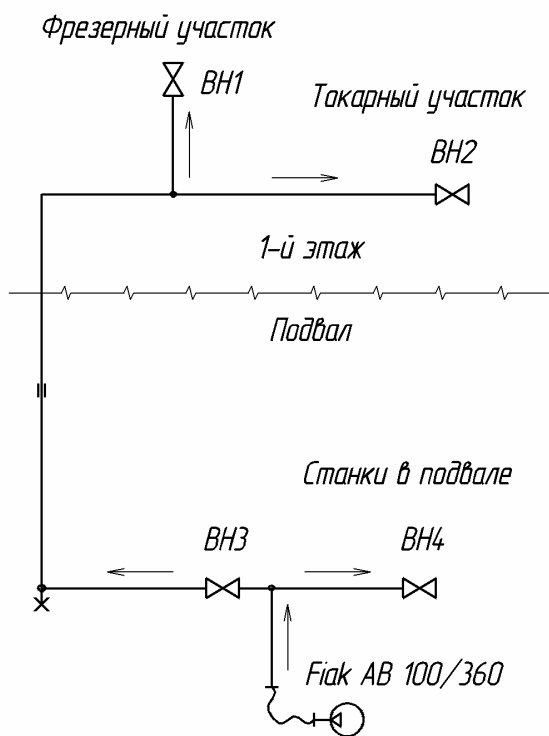 Фрезерный участок
ВН1
Токарный участок
ВН2
1-й этаж
Подвал
Станки в подвале
ВН3
ВН4
Fiak AB 100/360